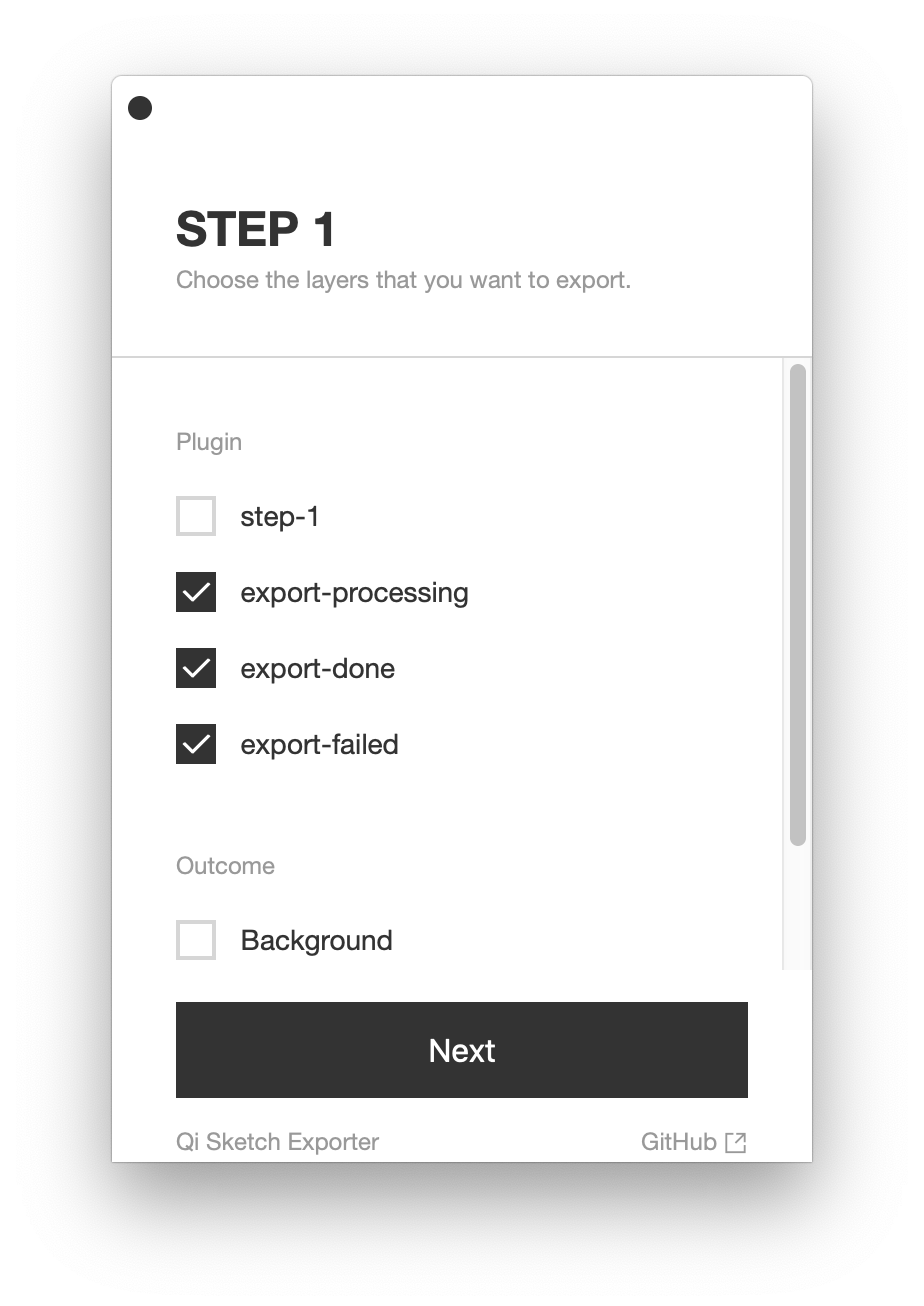 STEP 1
Choose the layers that you want to export.
Plugin
step-1
export-processing
export-done
export-failed
Outcome
Background
Next
Qi Sketch Exporter
GitHub